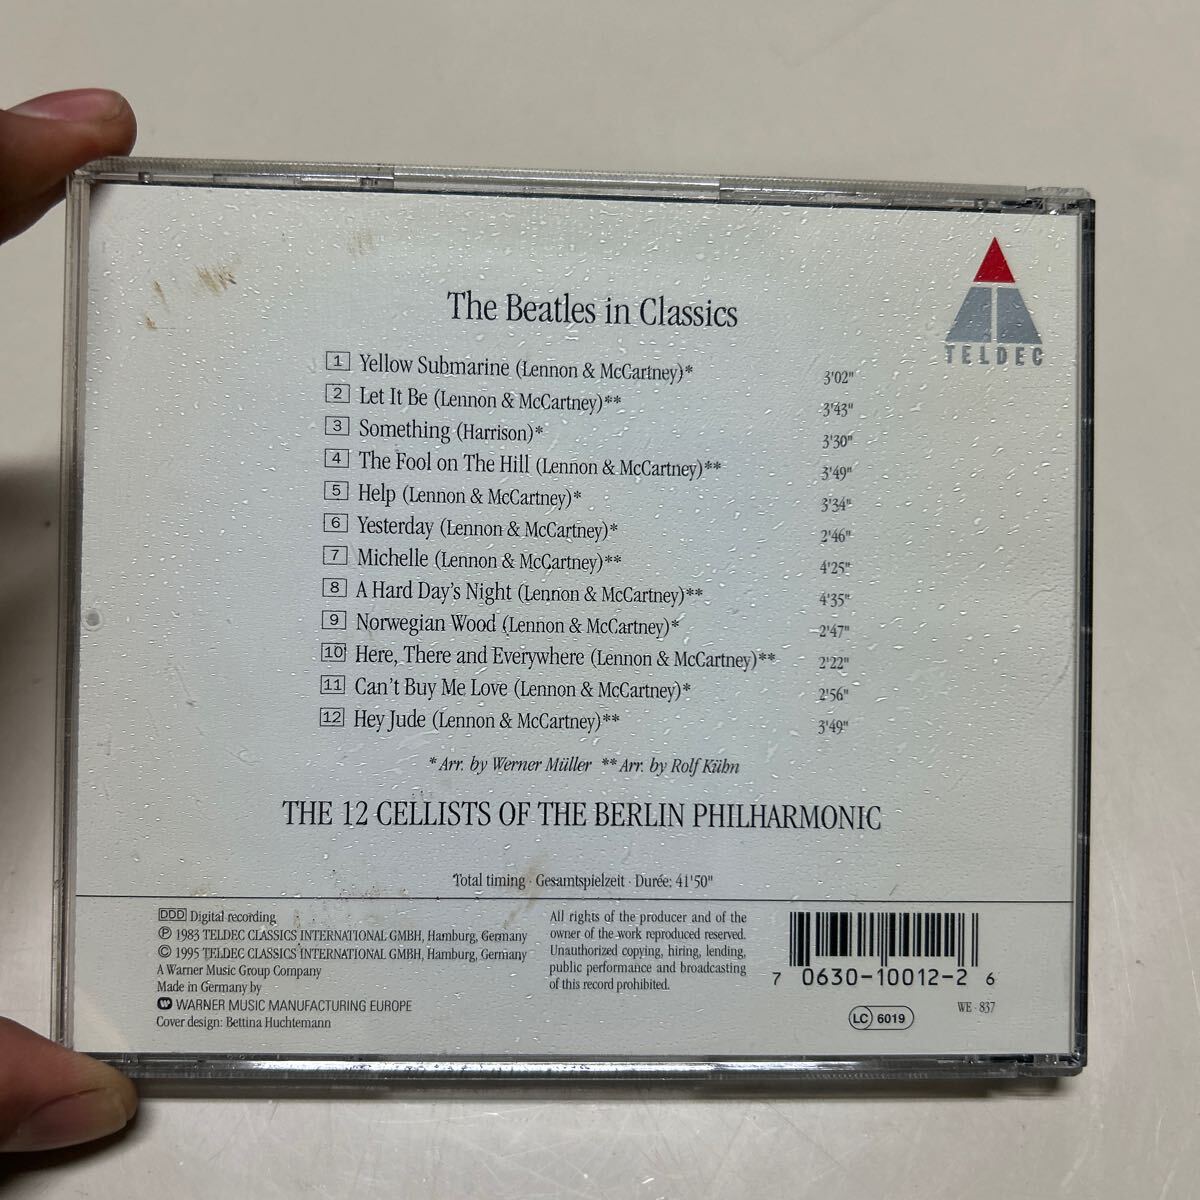 The Beatles in Classics
TELDEC
1 Yellow Submarine (Lennon & McCartney)* 3'02"
2 Let It Be (Lennon & McCartney)** 3'43"
3 Something (Harrison)* 3'30"
4 The Fool on The Hill (Lennon & McCartney)** 3'49"
5 Help (Lennon & McCartney)* 3'34"
6 Yesterday (Lennon & McCartney)* 2'46"
7 Michelle (Lennon & McCartney)** 4'25"
8 A Hard Day's Night (Lennon & McCartney)** 4'35"
9 Norwegian Wood (Lennon & McCartney)* 2'47"
10 Here, There and Everywhere (Lennon & McCartney)** 2'22"
11 Can't Buy Me Love (Lennon & McCartney)* 2'56"
12 Hey Jude (Lennon & McCartney)** 3'49"
* Arr. by Werner Müller ** Arr. by Rolf Kühn
THE 12 CELLISTS OF THE BERLIN PHILHARMONIC
Total timing · Gesamtspielzeit · Durée: 41'50"
DDD Digital recording
℗ 1983 TELDEC CLASSICS INTERNATIONAL GMBH, Hamburg, Germany
© 1995 TELDEC CLASSICS INTERNATIONAL GMBH, Hamburg, Germany
A Warner Music Group Company
Made in Germany by
WARNER MUSIC MANUFACTURING EUROPE
Cover design: Bettina Huchtemann
All rights of the producer and of the
owner of the work reproduced reserved.
Unauthorized copying, hiring, lending,
public performance and broadcasting
of this record prohibited.
7 0630-10012-2 6
LC 6019
WE · 837